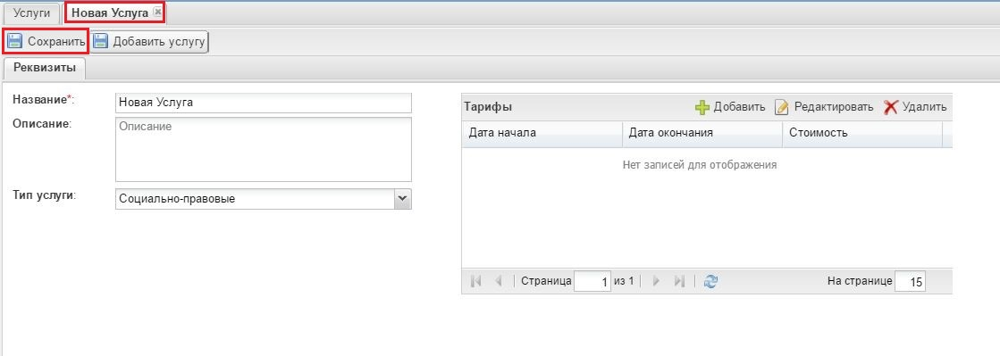 Услуги Новая Услуга
Сохранить Добавить услугу
Реквизиты
Название*: Новая Услуга
Описание: Описание
Тип услуги: Социально-правовые
Тарифы Добавить Редактировать Удалить
Дата начала Дата окончания Стоимость
Нет записей для отображения
Страница 1 из 1 На странице 15